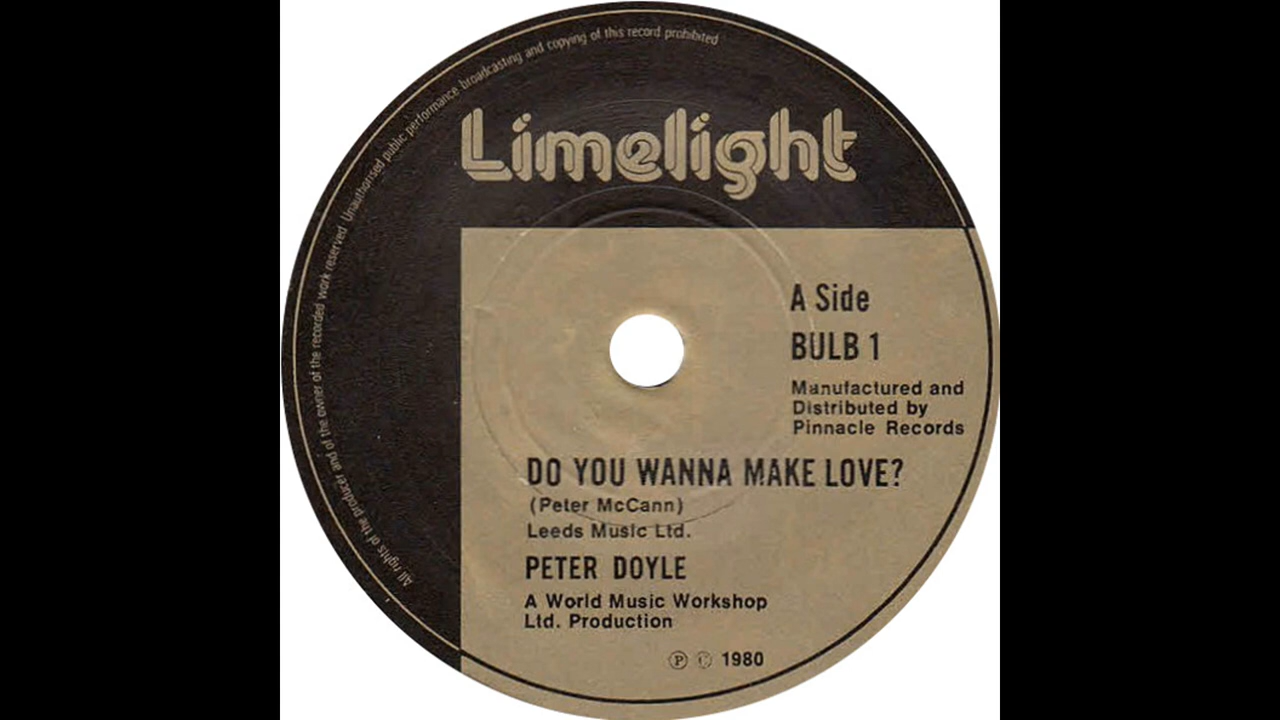 All rights of the producer and of the owner of the recorded work reserved Unauthorised public performance broadcasting and copying of this record prohibited
Limelight
A Side
BULB 1
Manufactured and
Distributed by
Pinnacle Records
DO YOU WANNA MAKE LOVE?
(Peter McCann)
Leeds Music Ltd.
PETER DOYLE
A World Music Workshop
Ltd. Production
Ⓟ © 1980